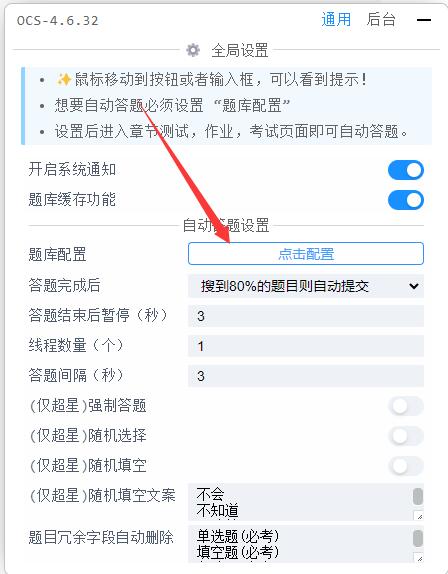 OCS-4.6.32 通用 后台
全局设置
✨鼠标移动到按钮或者输入框，可以看到提示！
想要自动答题必须设置 “题库配置”
设置后进入章节测试，作业，考试页面即可自动答题。
开启系统通知
题库缓存功能
自动答题设置
题库配置 点击配置
答题完成后 搜到80%的题目则自动提交
答题结束后暂停（秒） 3
线程数量（个） 1
答题间隔（秒） 3
(仅超星)强制答题
(仅超星)随机选择
(仅超星)随机填空
(仅超星)随机填空文案 不会
不知道
题目冗余字段自动删除 单选题(必考)
填空题(必考)